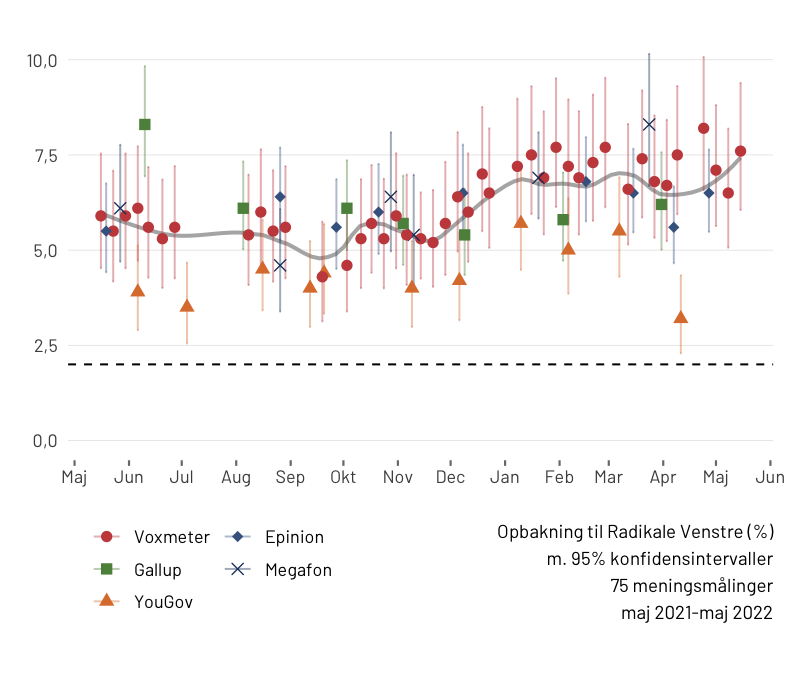 10,0
7,5
5,0
2,5
0,0
Maj Jun Jul Aug Sep Okt Nov Dec Jan Feb Mar Apr Maj Jun
Voxmeter Epinion
Gallup Megafon
YouGov
Opbakning til Radikale Venstre (%)
m. 95% konfidensintervaller
75 meningsmålinger
maj 2021-maj 2022